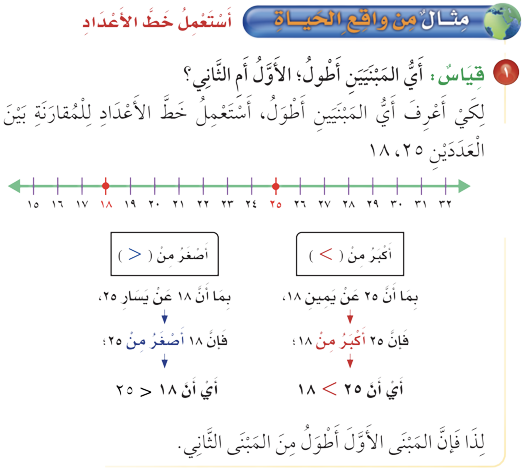 مِثَالٌ مِنْ وَاقِعِ الحَيَاةِ أَسْتَعْمِلُ خَطَّ الأَعْدَادِ
١ قِيَاسٌ: أَيُّ المَبْنَيَيَنِ أَطْولُ؛ الأَوَّلُ أَمِ الثَّانِي؟
لِكَيْ أَعْرِفَ أَيُّ المَبْنَيَيَنِ أَطْوَلُ، أَسْتَعْمِلُ خَطَّ الأَعْدَادِ لِلْمُقارَنَةِ بَيْنَ
العَدَدَيْنِ ٢٥، ١٨
١٥ ١٦ ١٧ ١٨ ١٩ ٢٠ ٢١ ٢٢ ٢٣ ٢٤ ٢٥ ٢٦ ٢٧ ٢٨ ٢٩ ٣٠ ٣١ ٣٢
أَكْبَرُ مِنْ ( > )
بِمَا أَنَّ ٢٥ عَنْ يَمِينِ ١٨،
فَإِنَّ ٢٥ أَكْبَرُ مِنْ ١٨؛
أَيْ أَنَّ ٢٥ > ١٨
أَصْغَرُ مِنْ ( < )
بِمَا أَنَّ ١٨ عَنْ يَسَارِ ٢٥،
فَإِنَّ ١٨ أَصْغَرُ مِنْ ٢٥؛
أَيْ أَنَّ ١٨ < ٢٥
لِذَا فَإِنَّ المَبْنَى الأَوَّلَ أَطْوَلُ مِنَ المَبْنَى الثَّانِي.